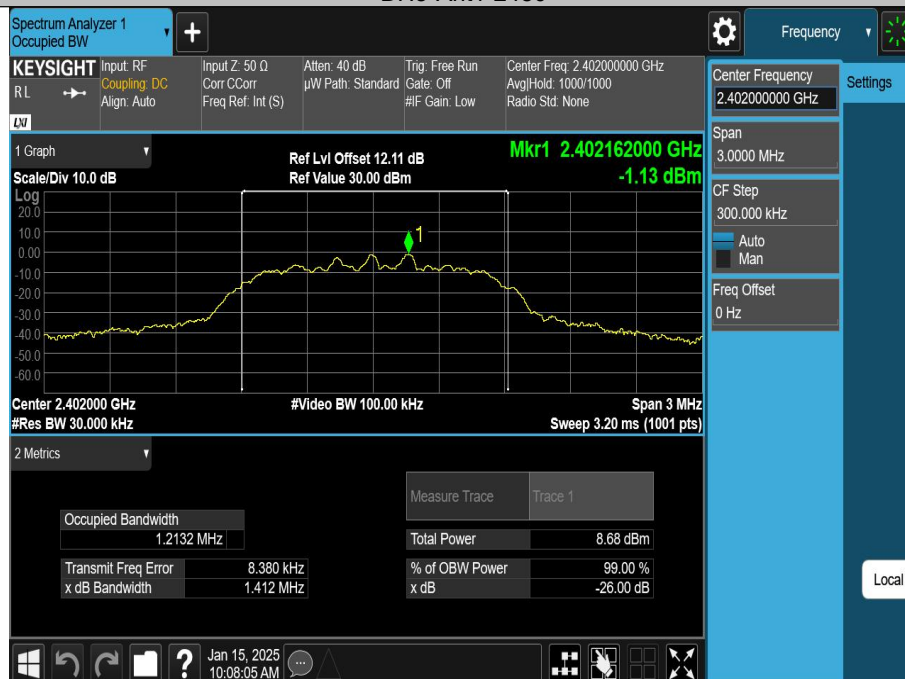 Spectrum Analyzer 1
Occupied BW
Frequency
KEYSIGHT
R L
LXI
Input: RF
Coupling: DC
Align: Auto
Input Z: 50 Ω
Corr CCorr
Freq Ref: Int (S)
Atten: 40 dB
µW Path: Standard
Trig: Free Run
Gate: Off
#IF Gain: Low
Center Freq: 2.402000000 GHz
Avg|Hold: 1000/1000
Radio Std: None
Center Frequency
2.402000000 GHz
Settings
Span
3.0000 MHz
CF Step
300.000 kHz
Auto
Man
Freq Offset
0 Hz
Local
1 Graph
Scale/Div 10.0 dB
Ref Lvl Offset 12.11 dB
Ref Value 30.00 dBm
Mkr1 2.402162000 GHz
-1.13 dBm
Log
20.0
10.0
0.00
-10.0
-20.0
-30.0
-40.0
-50.0
-60.0
1
Center 2.402000 GHz
#Res BW 30.000 kHz
#Video BW 100.00 kHz
Span 3 MHz
Sweep 3.20 ms (1001 pts)
2 Metrics
Measure Trace
Trace 1
Occupied Bandwidth
1.2132 MHz
Total Power 8.68 dBm
Transmit Freq Error 8.380 kHz
% of OBW Power 99.00 %
x dB Bandwidth 1.412 MHz
x dB -26.00 dB
?
Jan 15, 2025
10:08:05 AM